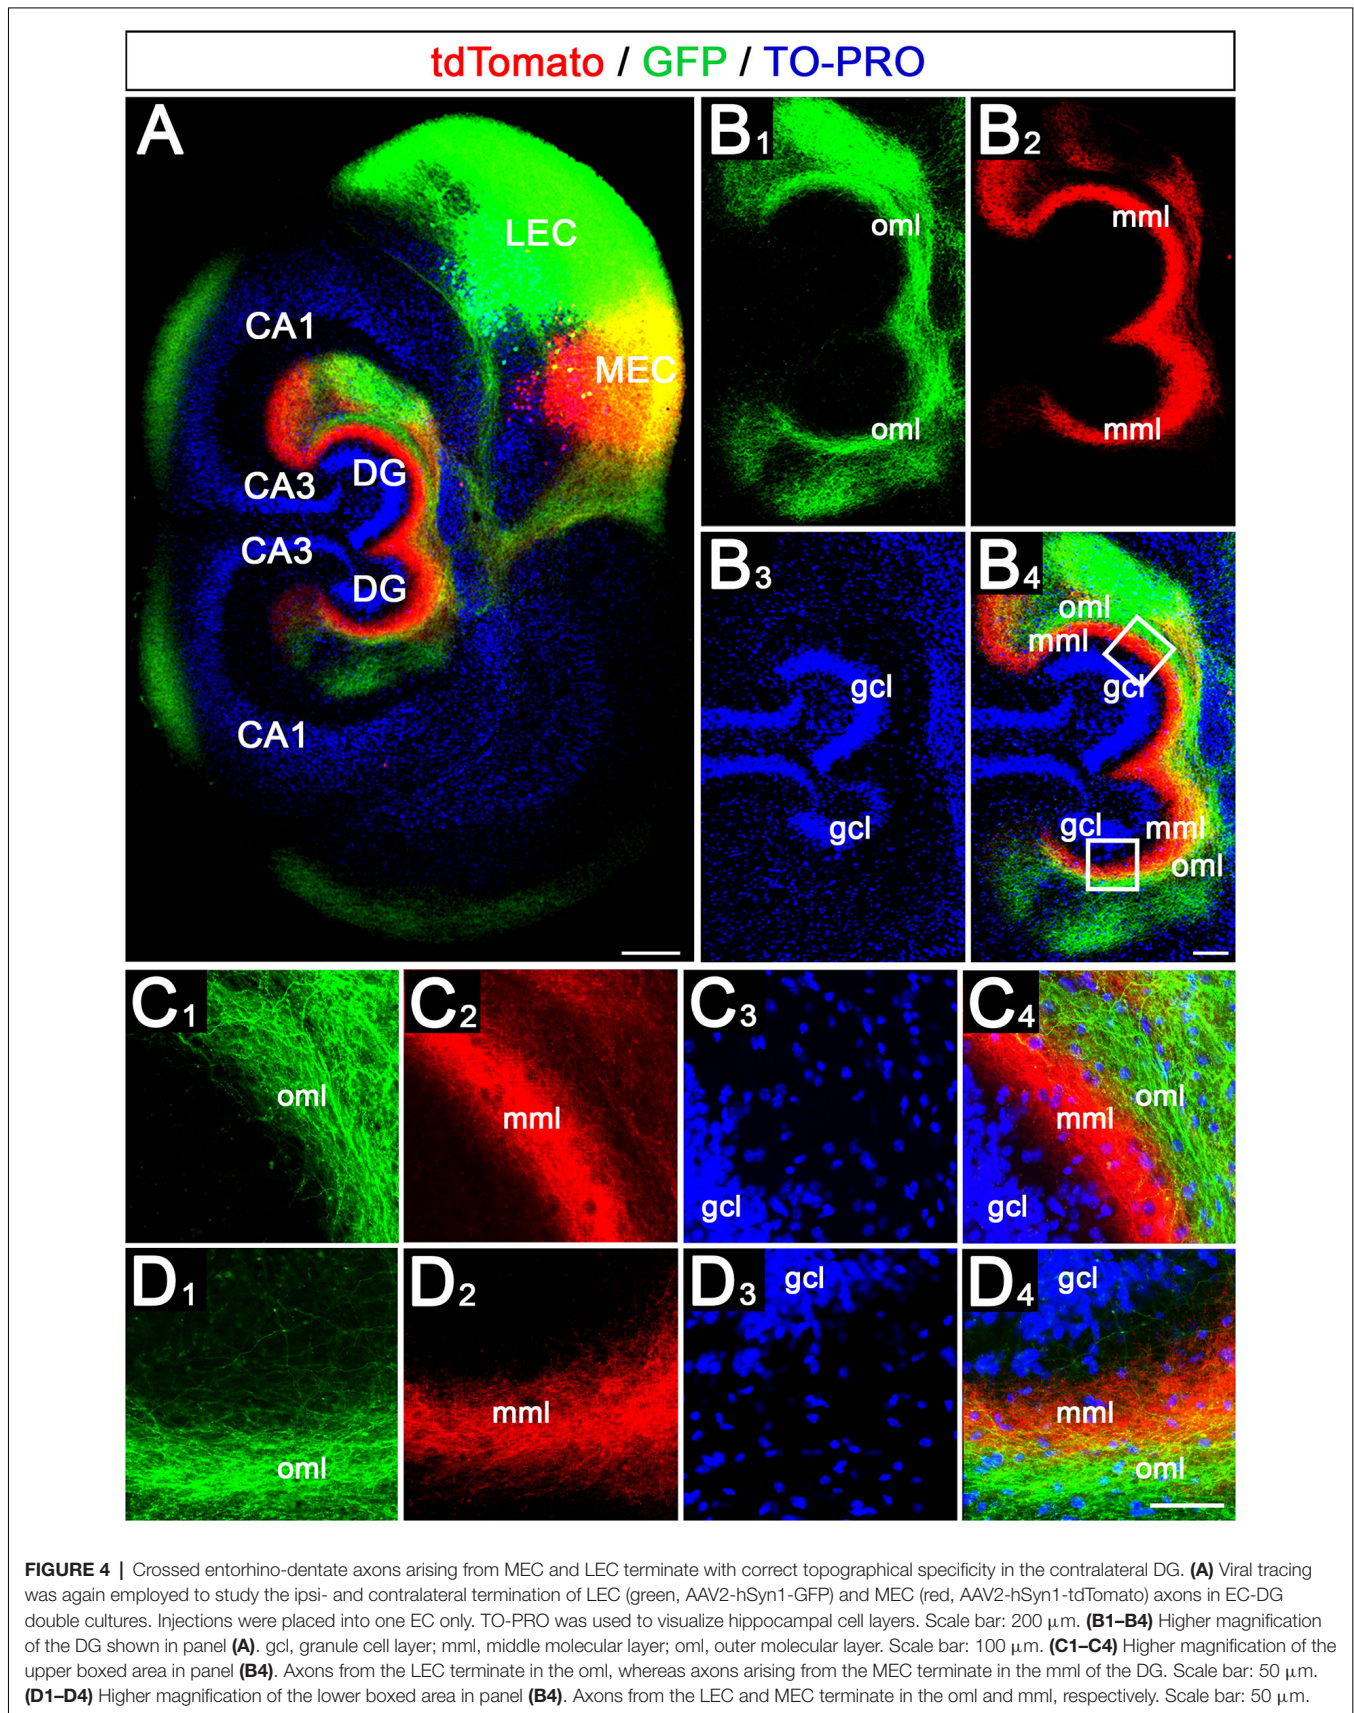 tdTomato / GFP / TO-PRO
A
LEC
MEC
CA1
CA3
DG
CA3
DG
CA1
B1
oml
oml
B2
mml
mml
B3
gcl
gcl
B4
oml
mml
gcl
gcl
mml
oml
C1
oml
C2
mml
C3
gcl
C4
oml
mml
gcl
D1
oml
D2
mml
D3
gcl
D4
gcl
mml
oml
FIGURE 4 | Crossed entorhino-dentate axons arising from MEC and LEC terminate with correct topographical specificity in the contralateral DG. (A) Viral tracing
was again employed to study the ipsi- and contralateral termination of LEC (green, AAV2-hSyn1-GFP) and MEC (red, AAV2-hSyn1-tdTomato) axons in EC-DG
double cultures. Injections were placed into one EC only. TO-PRO was used to visualize hippocampal cell layers. Scale bar: 200 μm. (B1–B4) Higher magnification
of the DG shown in panel (A). gcl, granule cell layer; mml, middle molecular layer; oml, outer molecular layer. Scale bar: 100 μm. (C1–C4) Higher magnification of the
upper boxed area in panel (B4). Axons from the LEC terminate in the oml, whereas axons arising from the MEC terminate in the mml of the DG. Scale bar: 50 μm.
(D1–D4) Higher magnification of the lower boxed area in panel (B4). Axons from the LEC and MEC terminate in the oml and mml, respectively. Scale bar: 50 μm.